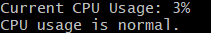 Current CPU Usage: 3%
CPU usage is normal.